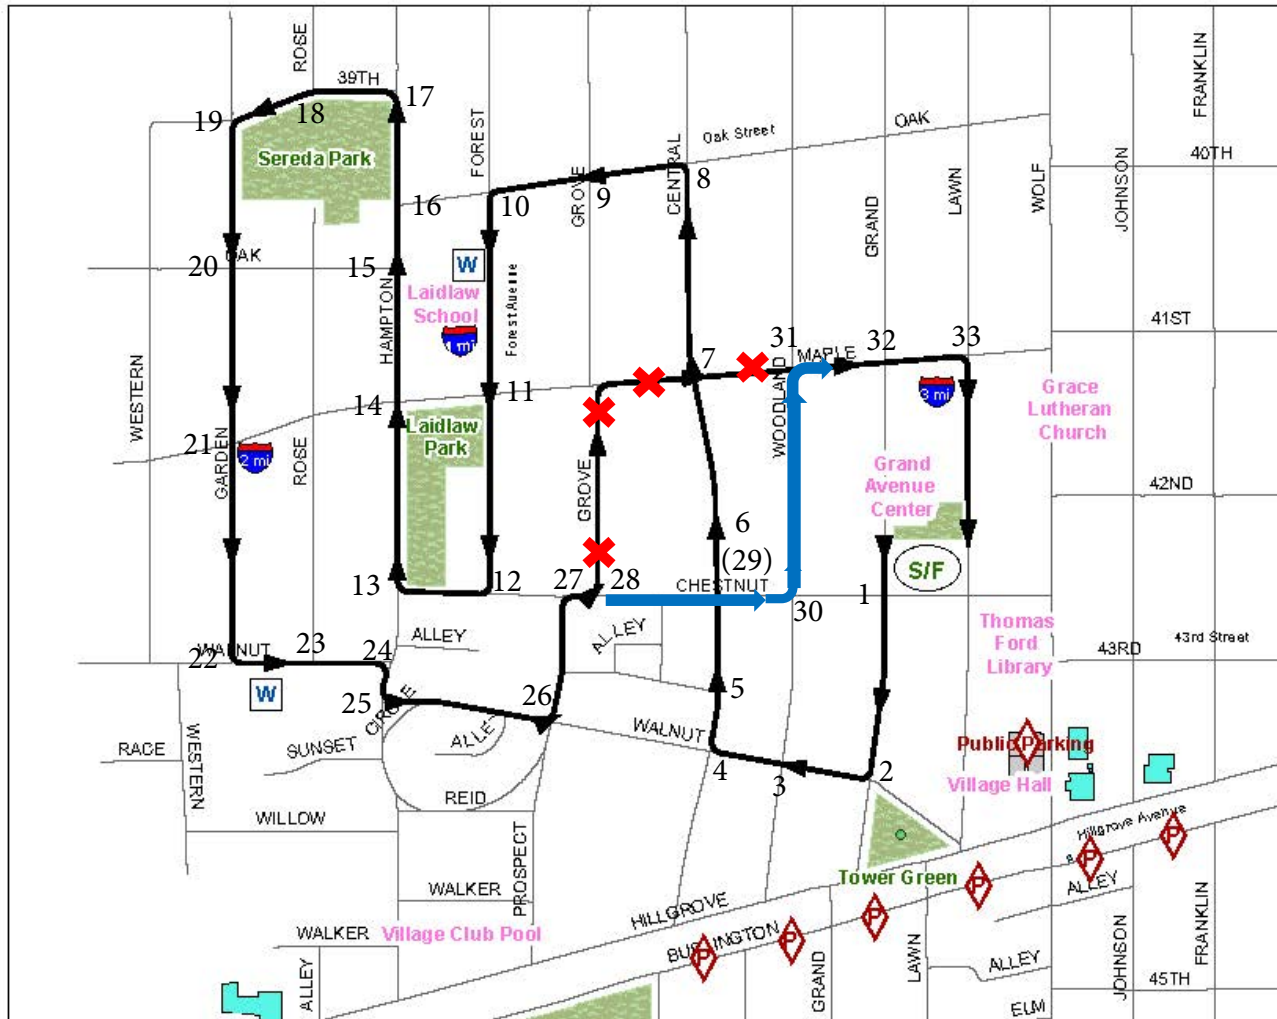 ROSE
FRANKLIN
39TH
17
18
19
Sereda Park
FOREST
Oak Street
OAK
CENTRAL
8
9
10
GROVE
16
40TH
LAWN
WOLF
JOHNSON
GRAND
20
OAK
15
W
Laidlaw
School
1 mi
Forest Avenue
HAMPTON
41ST
31
32
33
MAPLE
7
WOODLAND
3 mi
Grace
Lutheran
Church
WESTERN
11
14
Laidlaw
Park
21
2 mi
GARDEN
ROSE
GROVE
Grand
Avenue
Center
42ND
6
(29)
S/F
13
12
27
28
CHESTNUT
30
1
ALLEY
ALLEY
Thomas
Ford
Library
43RD
43rd Street
WALNUT
22
23
24
25
26
5
W
CIRCLE
ALLEY
WALNUT
4
3
2
RACE
WESTERN
SUNSET
Public Parking
Village Hall
REID
WILLOW
Hillgrove Avenue
P
P
P
P
P
P
Tower Green
ALLEY
WALKER
PROSPECT
HILLGROVE
BURLINGTON
WALKER
Village Club Pool
ALLEY
GRAND
LAWN
ALLEY
JOHNSON
FRANKLIN
45TH
ELM